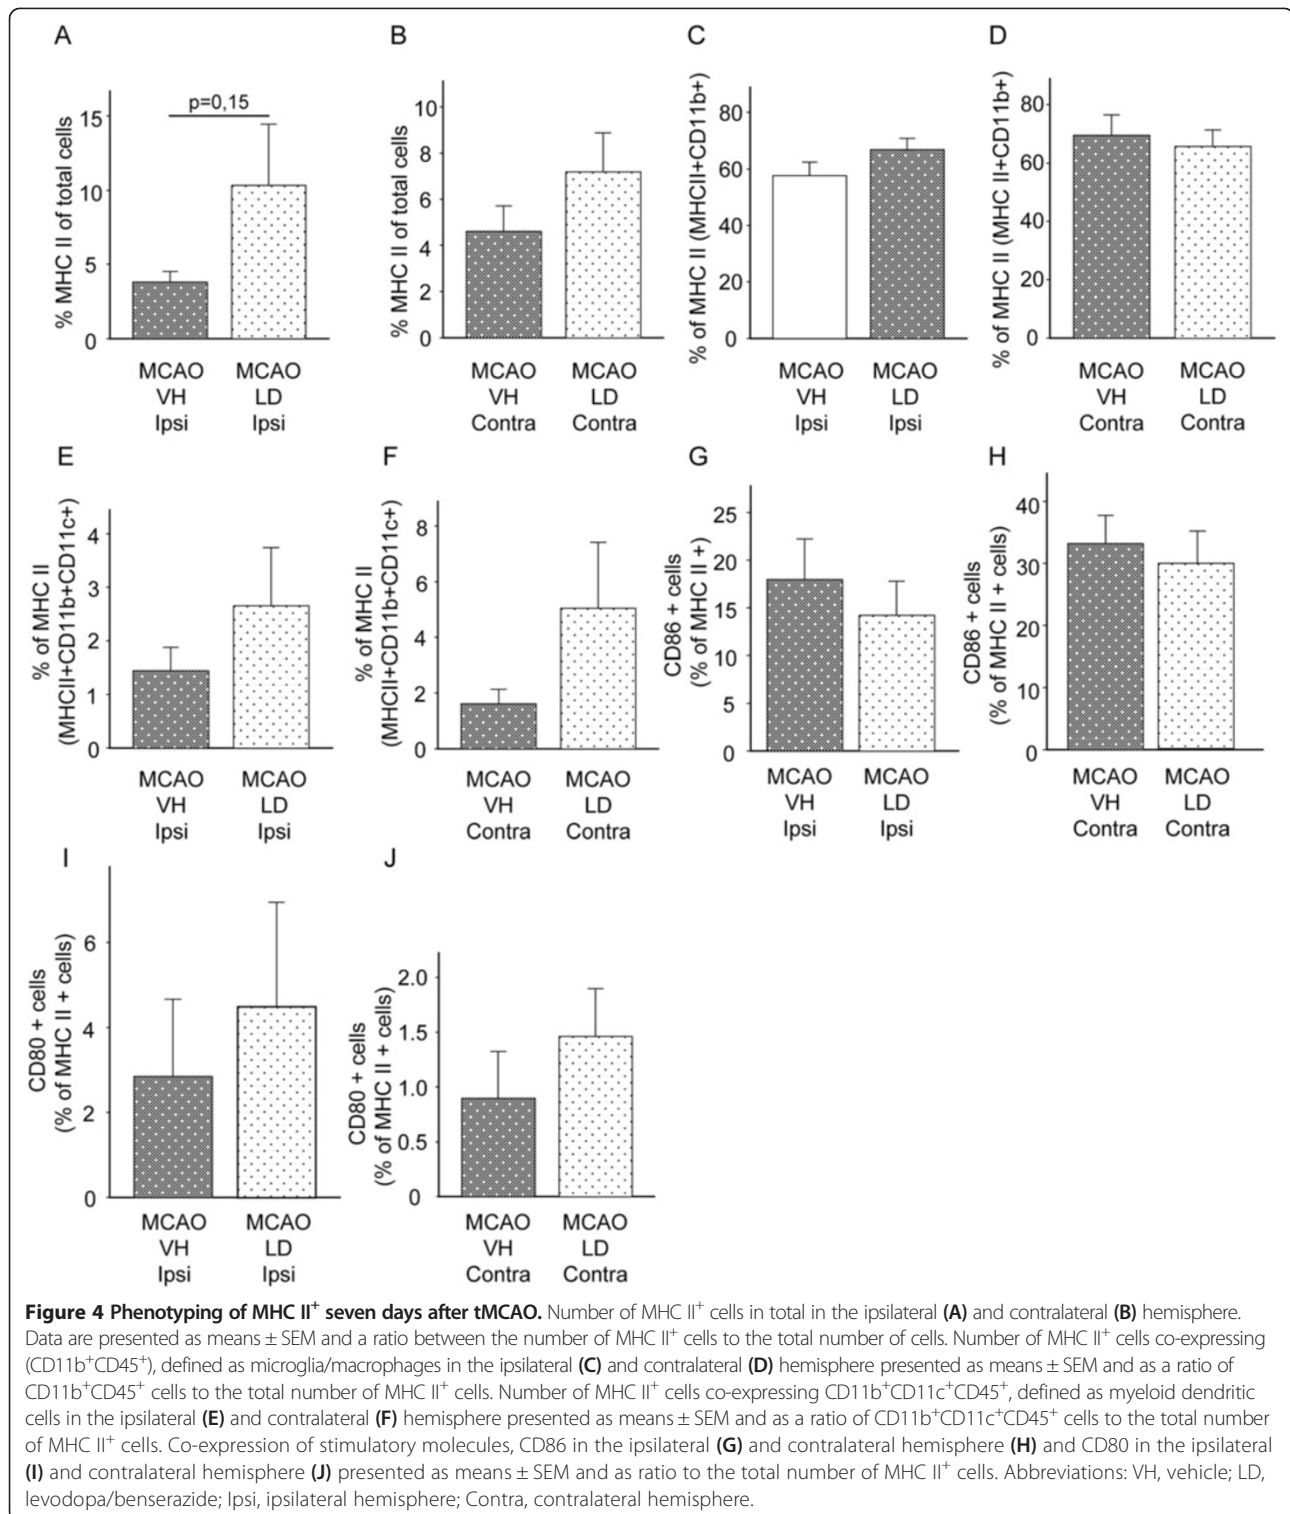 A
B
C
D
% MHC II of total cells
15
10
5
0
p=0,15
MCAO
VH
Ipsi
MCAO
LD
Ipsi
% MHC II of total cells
10
8
6
4
2
0
MCAO
VH
Contra
MCAO
LD
Contra
% of MHC II (MHCII+CD11b+)
80
60
40
20
0
MCAO
VH
Ipsi
MCAO
LD
Ipsi
% of MHC II (MHC II+CD11b+)
80
60
40
20
0
MCAO
VH
Contra
MCAO
LD
Contra
E
F
G
H
% of MHC II
(MHCII+CD11b+CD11c+)
4
3
2
1
0
MCAO
VH
Ipsi
MCAO
LD
Ipsi
% of MHC II
(MHCII+CD11b+CD11c+)
8
6
4
2
0
MCAO
VH
Contra
MCAO
LD
Contra
CD86 + cells
(% of MHC II +)
25
20
15
10
5
0
MCAO
VH
Ipsi
MCAO
LD
Ipsi
CD86 + cells
(% of MHC II + cells)
40
30
20
10
0
MCAO
VH
Contra
MCAO
LD
Contra
I
J
CD80 + cells
(% of MHC II + cells)
6
4
2
0
MCAO
VH
Ipsi
MCAO
LD
Ipsi
CD80 + cells
(% of MHC II + cells)
2.0
1.5
1.0
0.5
0
MCAO
VH
Contra
MCAO
LD
Contra
Figure 4 Phenotyping of MHC II⁺ seven days after tMCAO. Number of MHC II⁺ cells in total in the ipsilateral (A) and contralateral (B) hemisphere.
Data are presented as means ± SEM and a ratio between the number of MHC II⁺ cells to the total number of cells. Number of MHC II⁺ cells co-expressing
(CD11b⁺CD45⁺), defined as microglia/macrophages in the ipsilateral (C) and contralateral (D) hemisphere presented as means ± SEM and as a ratio of
CD11b⁺CD45⁺ cells to the total number of MHC II⁺ cells. Number of MHC II⁺ cells co-expressing CD11b⁺CD11c⁺CD45⁺, defined as myeloid dendritic
cells in the ipsilateral (E) and contralateral (F) hemisphere presented as means ± SEM and as a ratio of CD11b⁺CD11c⁺CD45⁺ cells to the total number
of MHC II⁺ cells. Co-expression of stimulatory molecules, CD86 in the ipsilateral (G) and contralateral hemisphere (H) and CD80 in the ipsilateral
(I) and contralateral hemisphere (J) presented as means ± SEM and as ratio to the total number of MHC II⁺ cells. Abbreviations: VH, vehicle; LD,
levodopa/benserazide; Ipsi, ipsilateral hemisphere; Contra, contralateral hemisphere.